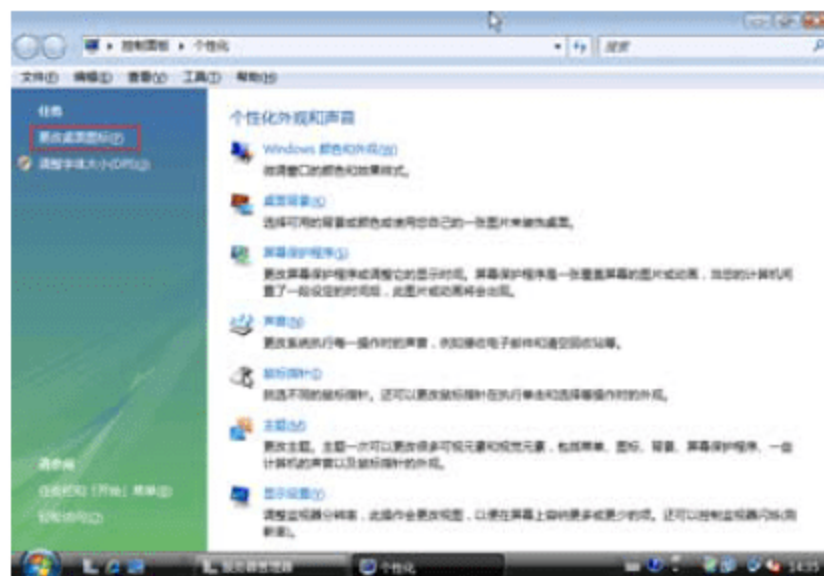 控制面板 个性化
搜索
文件(F) 编辑(E) 查看(V) 工具(T) 帮助(H)
任务
更改桌面图标(P)
调整字体大小(DPI)(J)
个性化外观和声音
Windows 颜色和外观(W)
微调窗口的颜色和效果样式。
桌面背景(K)
选择可用的背景或颜色或使用您自己的一张图片来装饰桌面。
屏幕保护程序(S)
更改屏幕保护程序或调整它的显示时间。屏幕保护程序是一张覆盖屏幕的图片或动画，当您的计算机闲
置了一段设定的时间后，此图片或动画将会出现。
声音(N)
更改系统执行每一操作时的声音，例如接收电子邮件和清空回收站等。
鼠标指针(I)
挑选不同的鼠标指针。还可以更改鼠标指针在执行单击和选择等操作时的外观。
主题(M)
更改主题。主题一次可以更改很多可视元素和视觉元素，包括菜单、图标、背景、屏幕保护程序、一些
计算机的声音以及鼠标指针的外观。
显示设置(Y)
调整监视器分辨率，此操作会更改视图，以便在屏幕上容纳更多或更少的项。还可以控制监视器闪烁(刷
新率)。
请参阅
任务栏和「开始」菜单(B)
轻松访问(Q)
服务器管理器
个性化
14:35